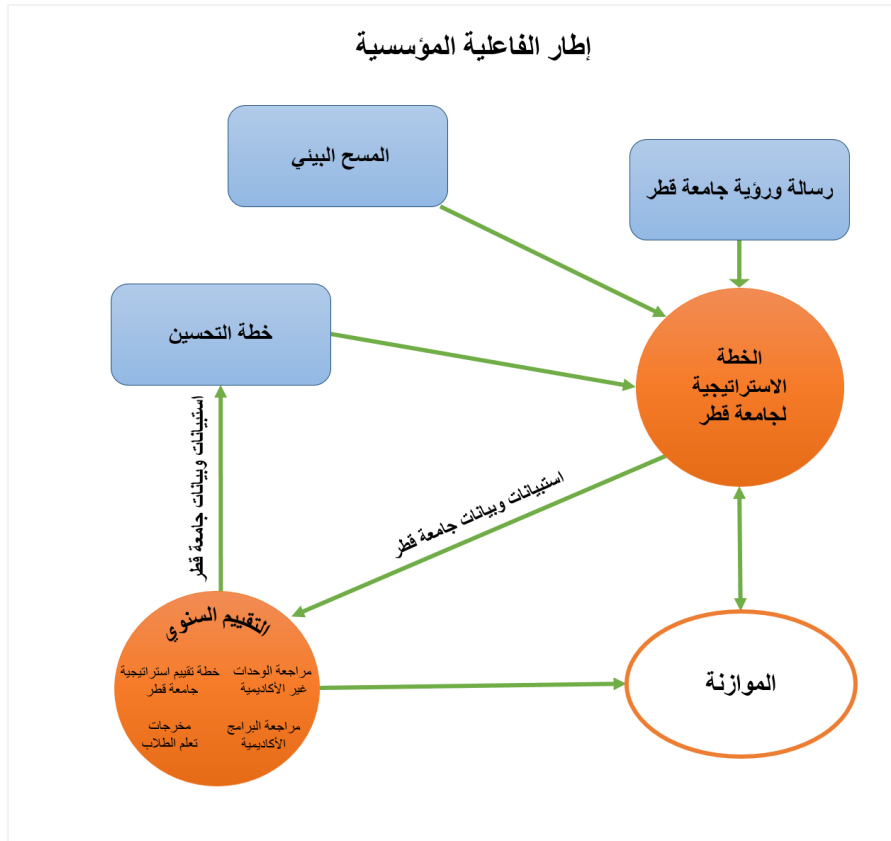 إطار الفاعلية المؤسسية
رسالة ورؤية جامعة قطر
المسح البيئي
خطة التحسين
الخطة
الاستراتيجية
لجامعة قطر
استبيانات وبيانات جامعة قطر
استبيانات وبيانات جامعة قطر
التقييم السنوي
مراجعة الوحدات
غير الأكاديمية
خطة تقييم استراتيجية
جامعة قطر
مراجعة البرامج
الأكاديمية
مخرجات
تعلم الطلاب
الموازنة